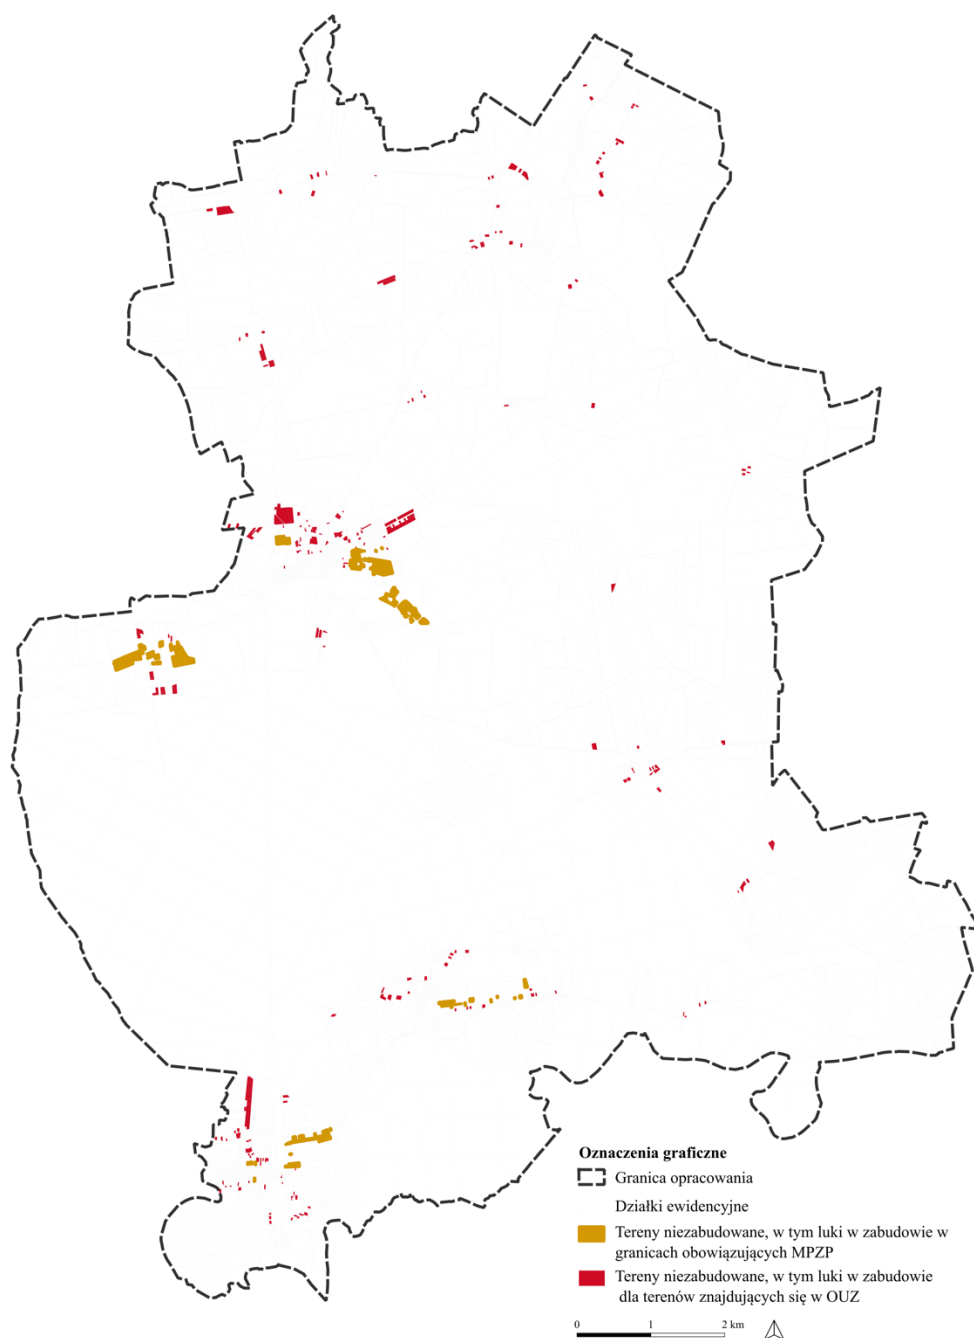 Oznaczenia graficzne
Granica opracowania
Działki ewidencyjne
Tereny niezabudowane, w tym luki w zabudowie w
granicach obowiązujących MPZP
Tereny niezabudowane, w tym luki w zabudowie
dla terenów znajdujących się w OUZ
0 1 2 km